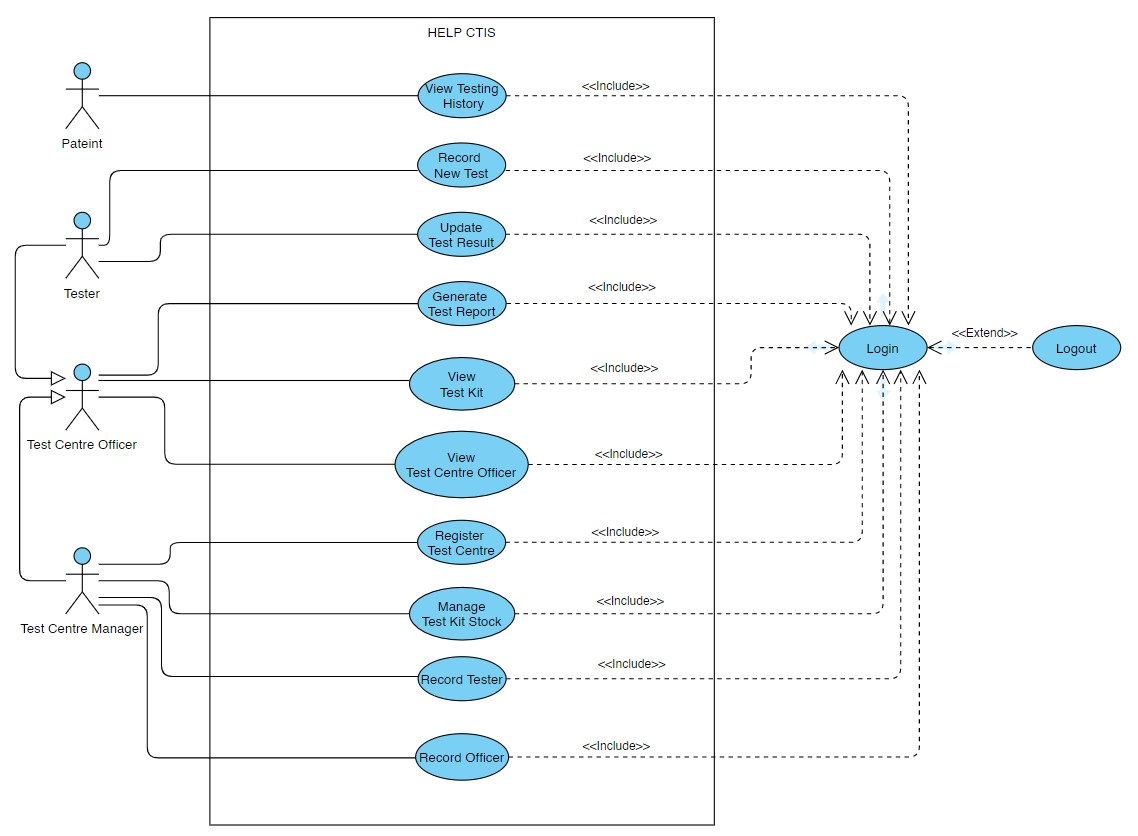 HELP CTIS
Pateint
View Testing
History
<<Include>>
Record
New Test
<<Include>>
Tester
Update
Test Result
<<Include>>
Generate
Test Report
<<Include>>
Login
<<Extend>>
Logout
Test Centre Officer
View
Test Kit
<<Include>>
View
Test Centre Officer
<<Include>>
Register
Test Centre
<<Include>>
Test Centre Manager
Manage
Test Kit Stock
<<Include>>
Record Tester
<<Include>>
Record Officer
<<Include>>